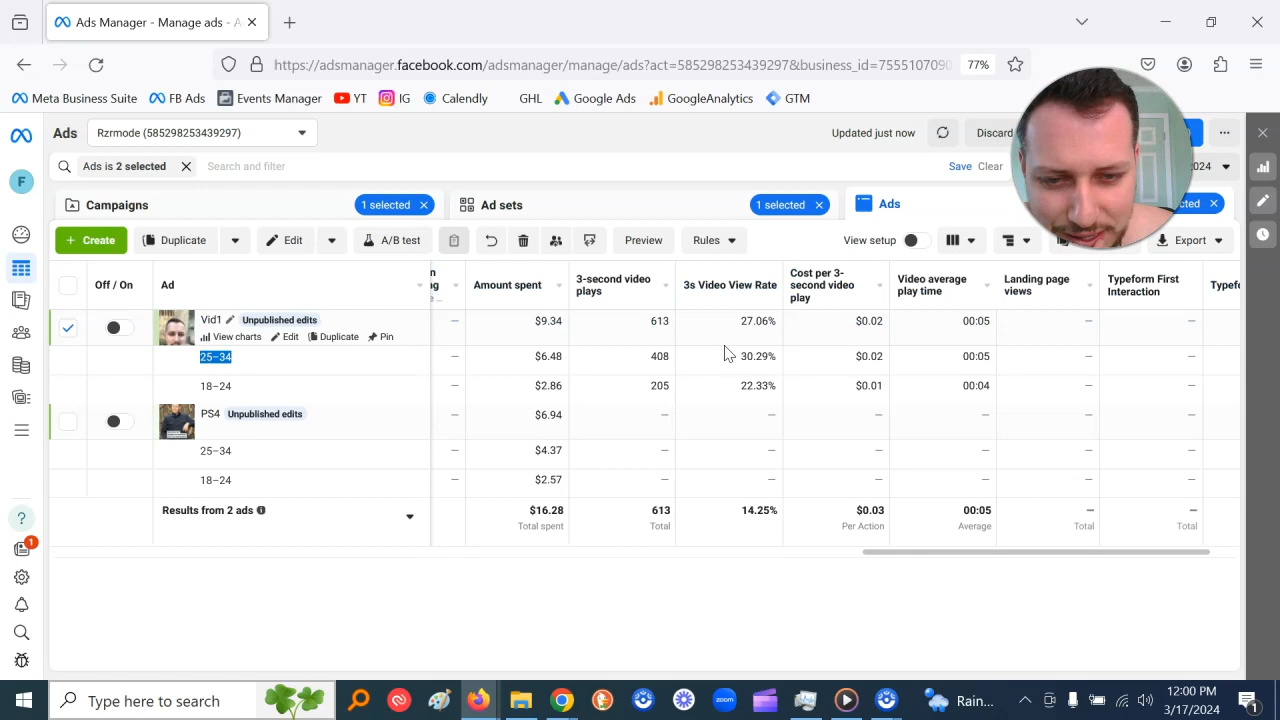 Ads Manager - Manage ads - A
https://adsmanager.facebook.com/adsmanager/manage/ads?act=585298253439297&business_id=7555107090
77%
Meta Business Suite
FB Ads
Events Manager
YT
IG
Calendly
GHL
Google Ads
GoogleAnalytics
GTM
Ads
Rzrmode (585298253439297)
Updated just now
Discard
Ads is 2 selected
Search and filter
Save
Clear
2024
F
Campaigns
1 selected
Ad sets
1 selected
Ads
Create
Duplicate
Edit
A/B test
Preview
Rules
View setup
Export
Off / On
Ad
Amount spent
3-second video plays
3s Video View Rate
Cost per 3-second video play
Video average play time
Landing page views
Typeform First Interaction
Vid1 Unpublished edits
— $9.34 613 27.06% $0.02 00:05 — —
View charts Edit Duplicate Pin
25–34 — $6.48 408 30.29% $0.02 00:05 — —
18–24 — $2.86 205 22.33% $0.01 00:04 — —
PS4 Unpublished edits — $6.94 — — — — — —
25–34 — $4.37 — — — — — —
18–24 — $2.57 — — — — — —
Results from 2 ads $16.28 613 14.25% $0.03 00:05 — —
Total spent Total Per Action Average Total Total
?
1
Type here to search
zoom
Rain...
12:00 PM
3/17/2024
1